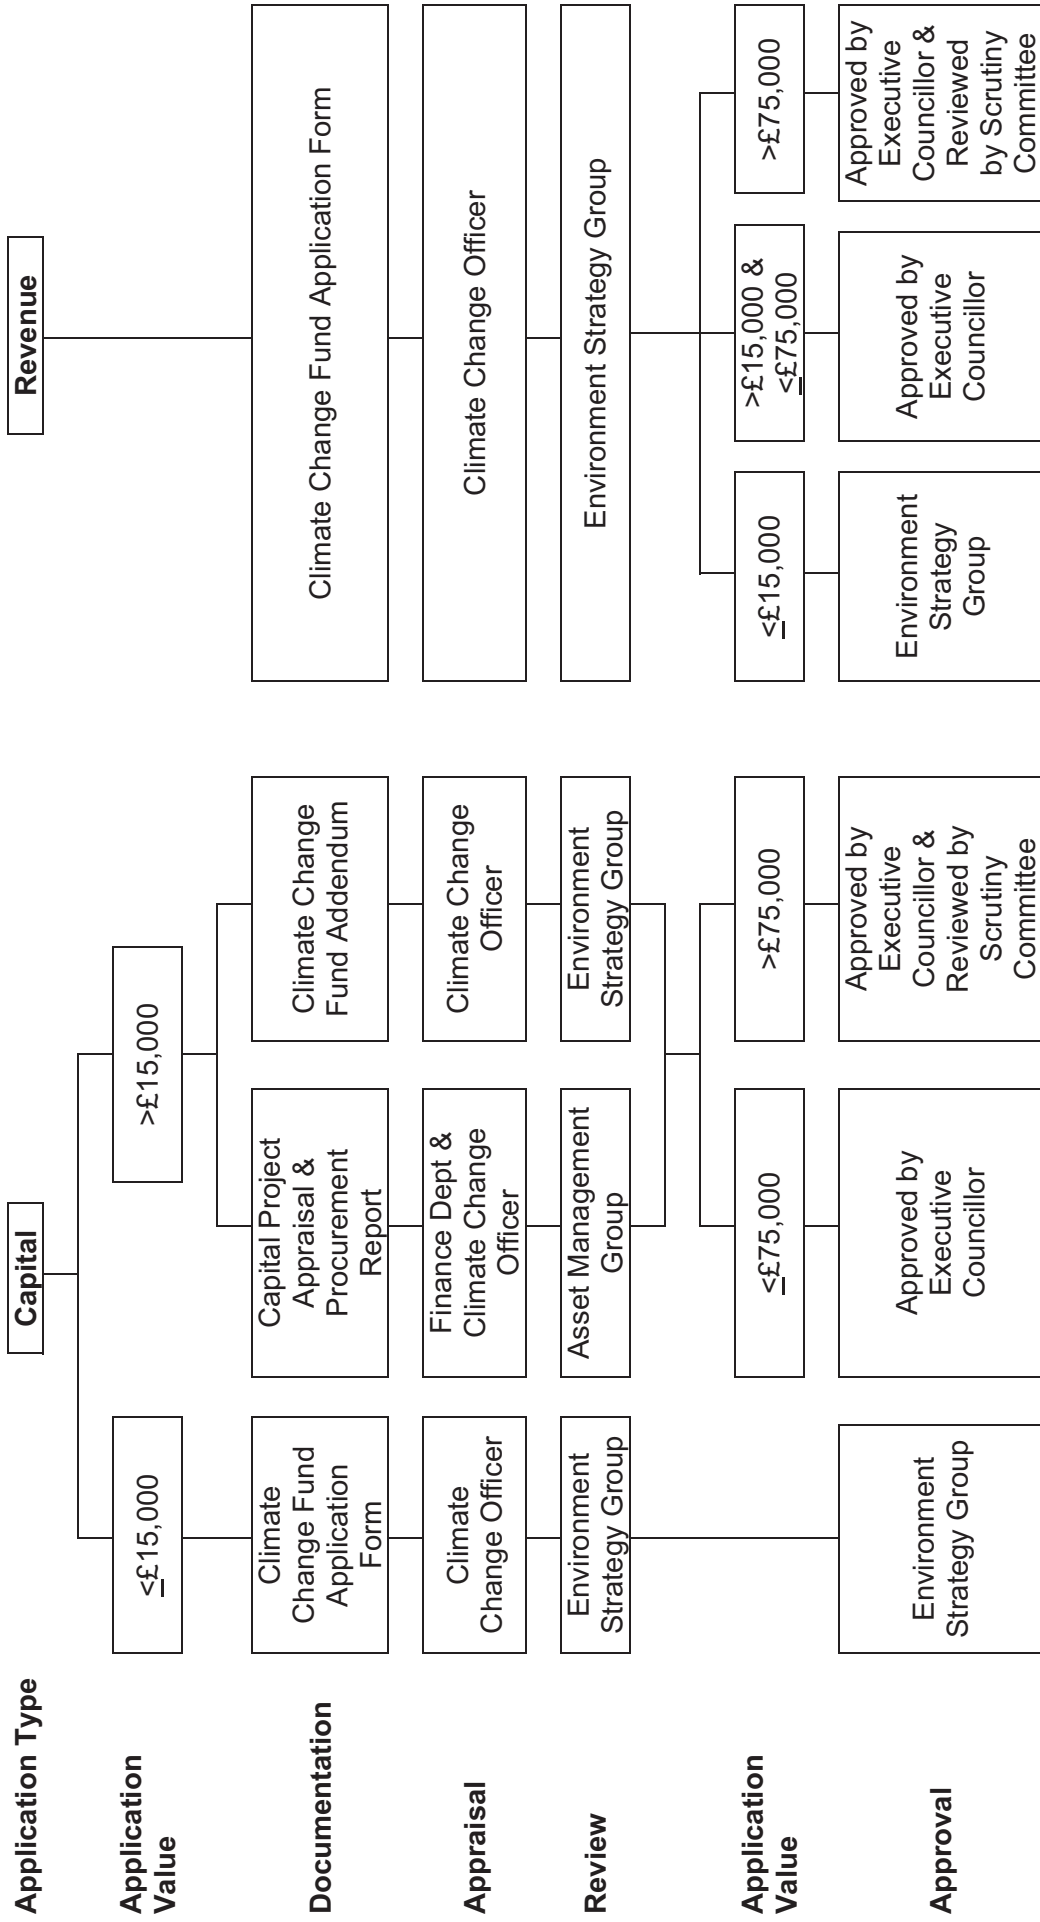 Application Type
Capital
Revenue
Application
Value
<£15,000
>£15,000
Documentation
Climate
Change Fund
Application
Form
Capital Project
Appraisal &
Procurement
Report
Climate Change
Fund Addendum
Climate Change Fund Application Form
Appraisal
Climate
Change Officer
Finance Dept &
Climate Change
Officer
Climate Change
Officer
Climate Change Officer
Review
Environment
Strategy Group
Asset Management
Group
Environment
Strategy Group
Environment Strategy Group
Application
Value
<£75,000
>£75,000
<£15,000
>£15,000 &
<£75,000
>£75,000
Approval
Environment
Strategy Group
Approved by
Executive
Councillor
Approved by
Executive
Councillor &
Reviewed by
Scrutiny
Committee
Environment
Strategy
Group
Approved by
Executive
Councillor
Approved by
Executive
Councillor &
Reviewed
by Scrutiny
Committee